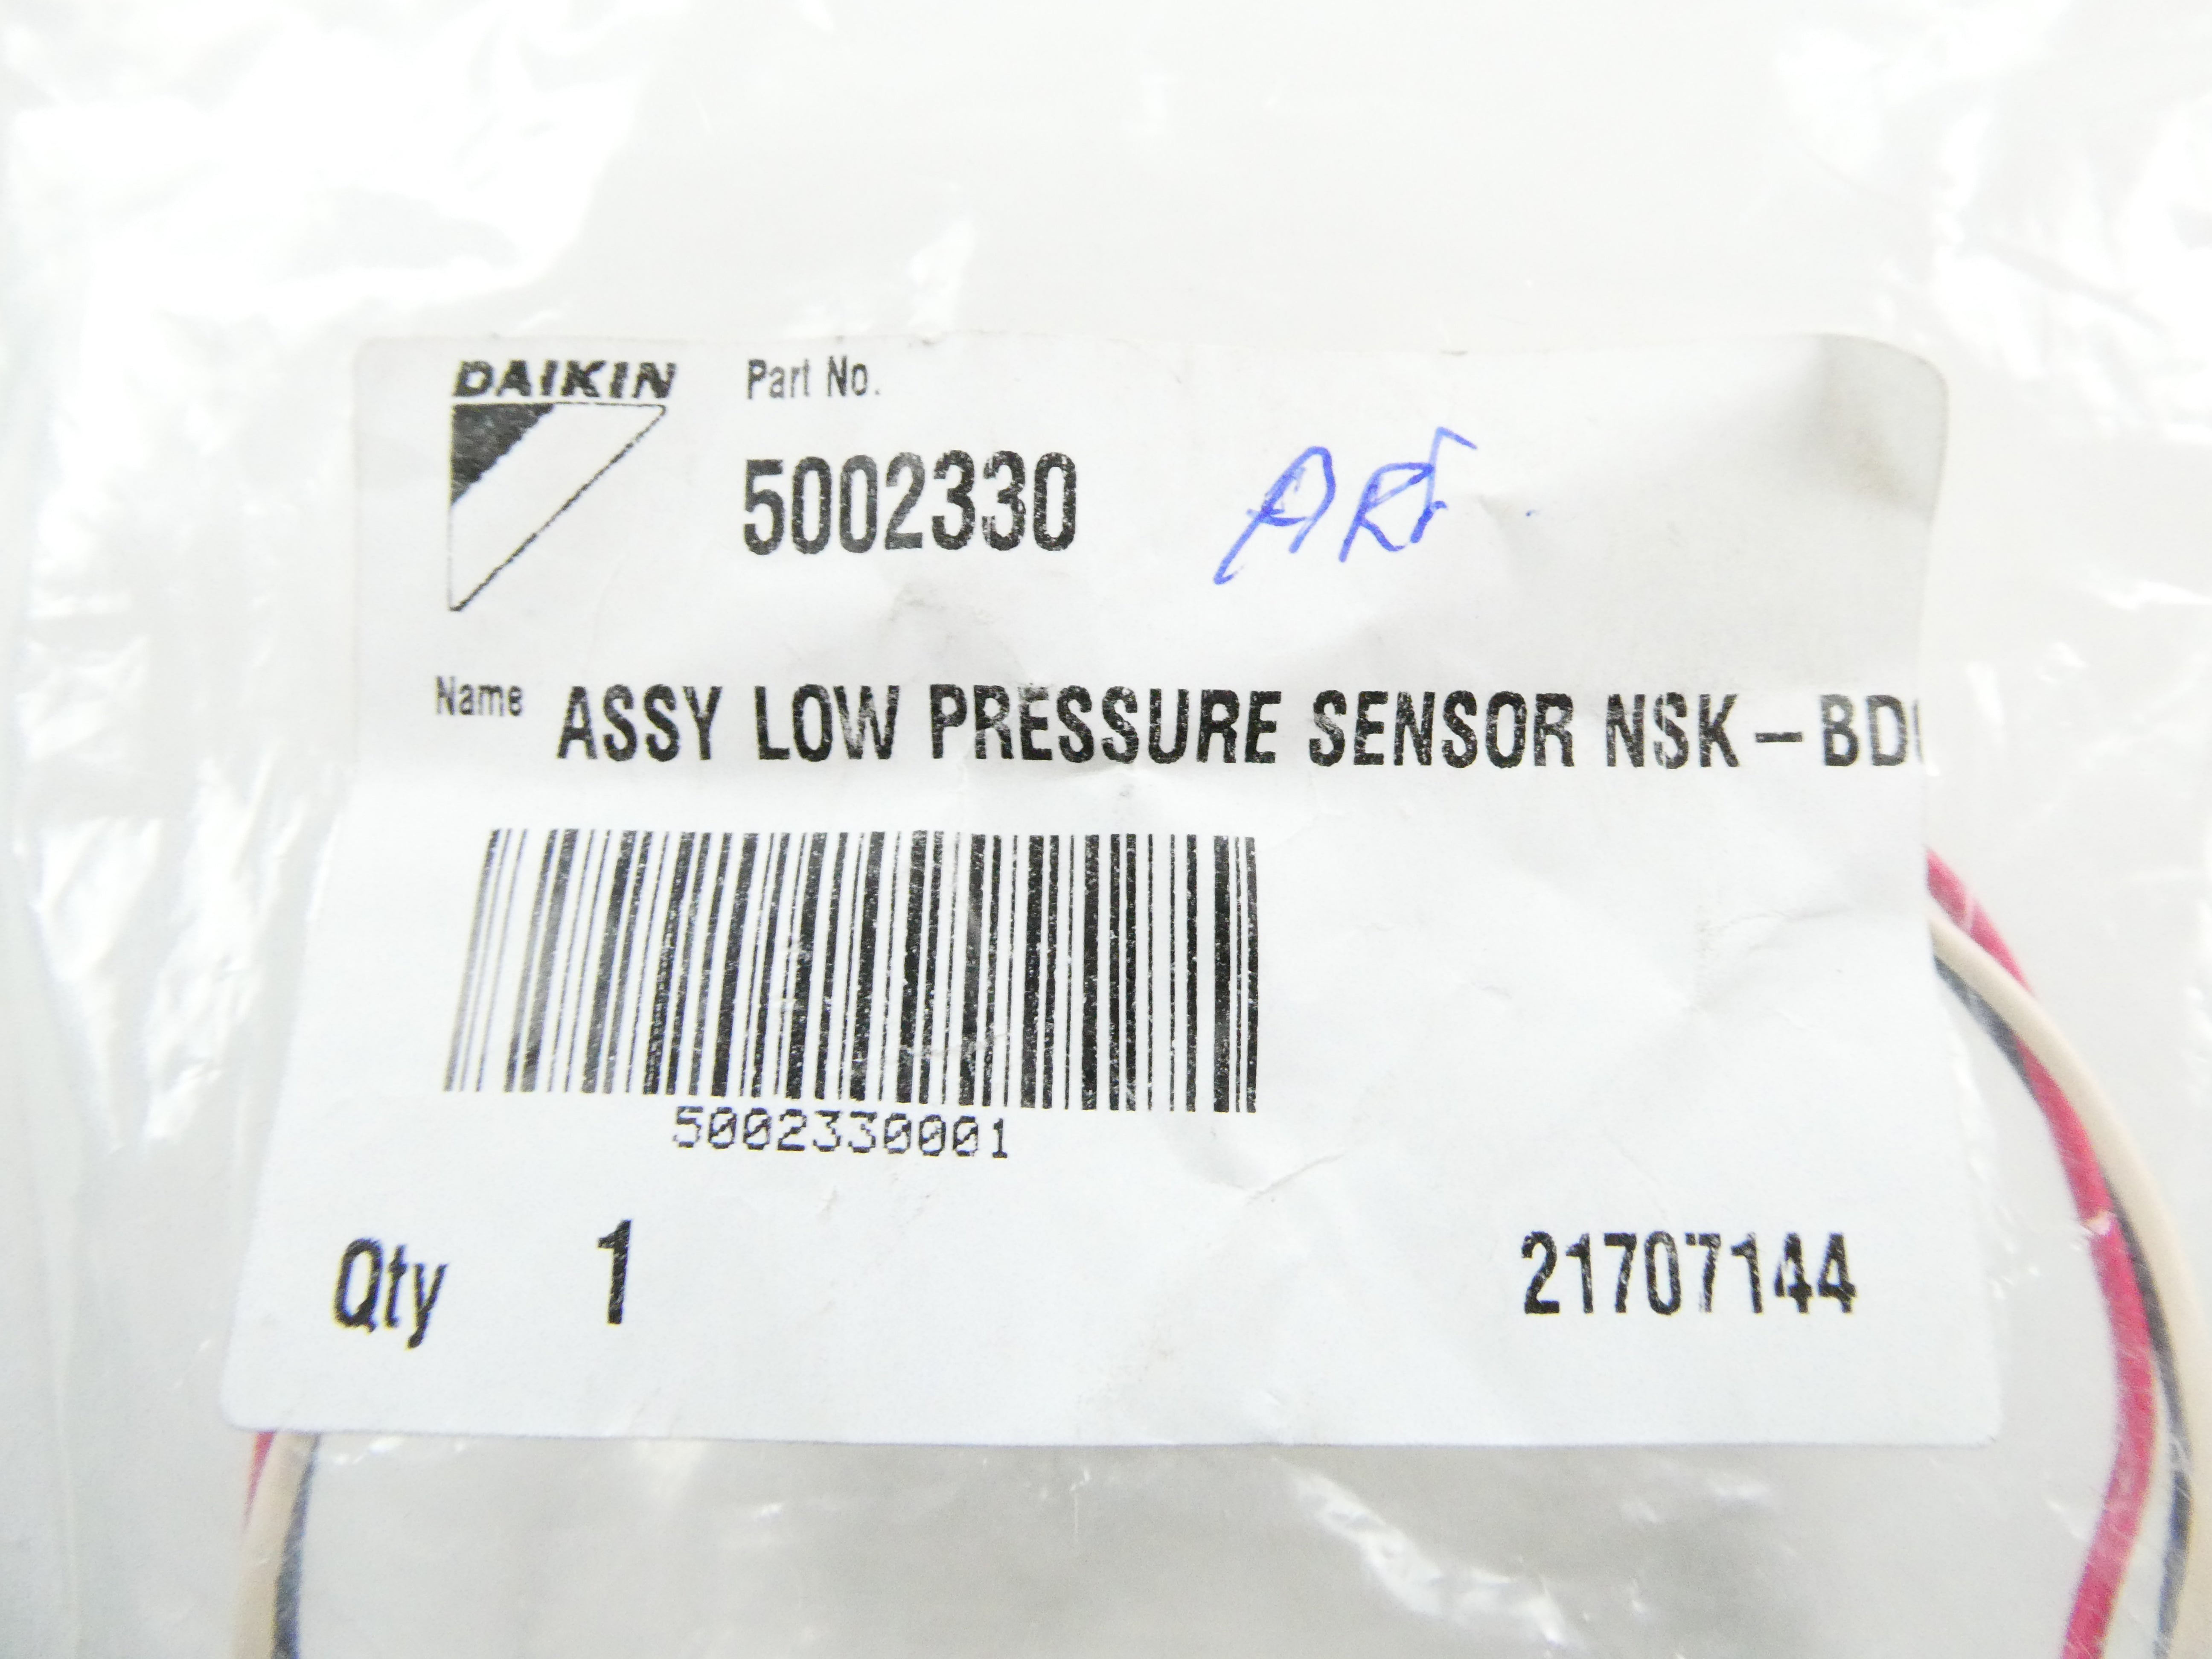 DAIKIN
Part No.
5002330
Name ASSY LOW PRESSURE SENSOR NSK-BD
5002330001
Qty 1
21707144